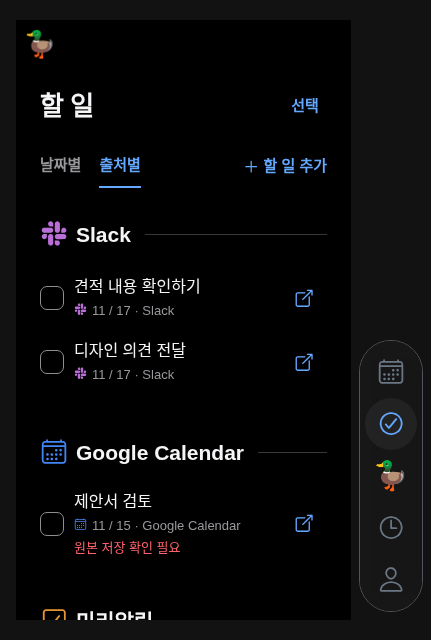 할 일
선택
날짜별 출처별 + 할 일 추가
Slack
견적 내용 확인하기
11 / 17 · Slack
디자인 의견 전달
11 / 17 · Slack
Google Calendar
제안서 검토
11 / 15 · Google Calendar
원본 저장 확인 필요